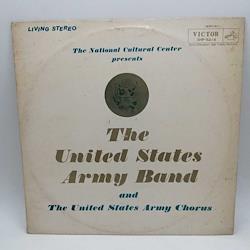 LIVING STEREO
VICTOR
The National Cultural Center
presents
The
United States
Army Band
and
The United States Army Chorus